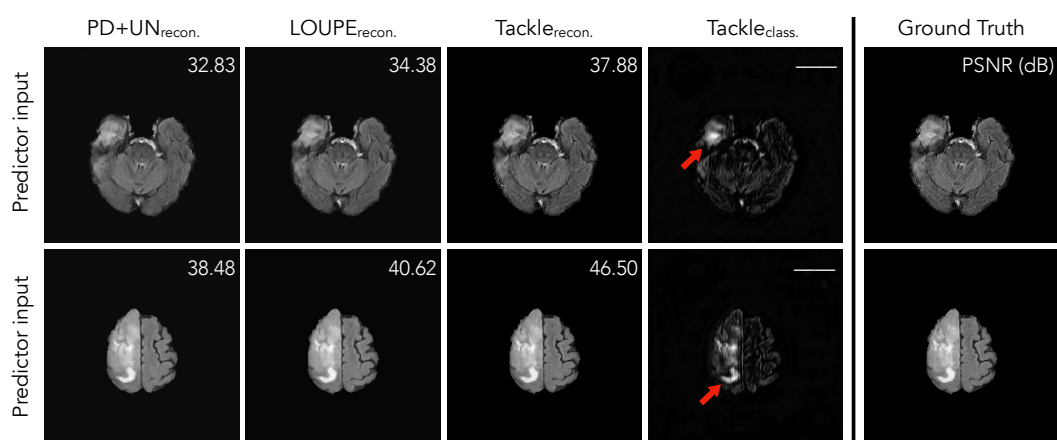 PD+UNrecon. LOUPErecon. Tacklerecon. Tackleclass. Ground Truth
Predictor input
32.83 34.38 37.88 PSNR (dB)
Predictor input
38.48 40.62 46.50